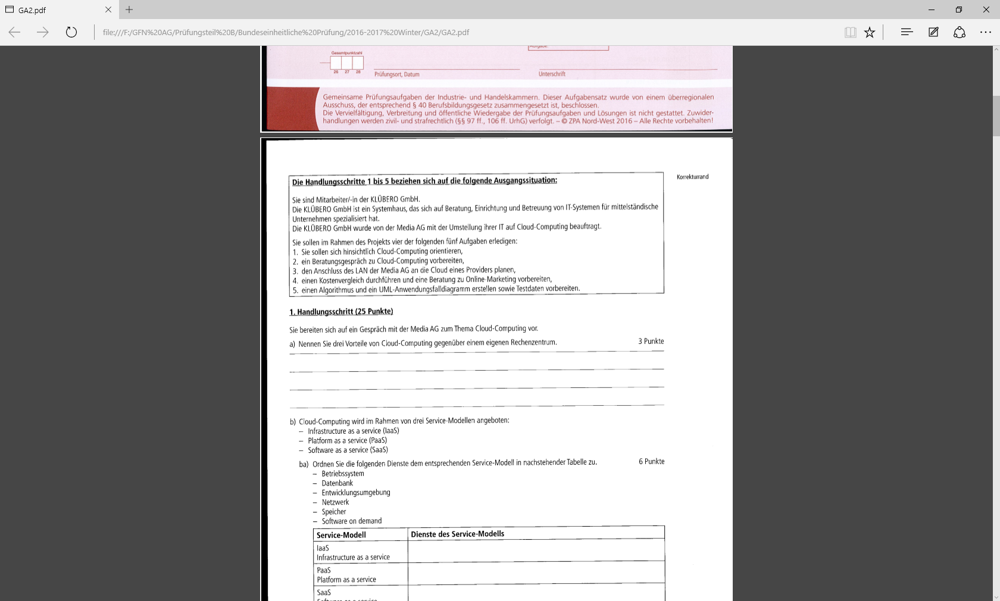 GA2.pdf
file:///F:/GFN%20AG/Prüfungsteil%20B/Bundeseinheitliche%20Prüfung/2016-2017%20Winter/GA2/GA2.pdf
Aufgabe:
Gesamtpunktzahl
26 27 28
Prüfungsort, Datum
Unterschrift
Gemeinsame Prüfungsaufgaben der Industrie- und Handelskammern. Dieser Aufgabensatz wurde von einem überregionalen
Ausschuss, der entsprechend § 40 Berufsbildungsgesetz zusammengesetzt ist, beschlossen.
Die Vervielfältigung, Verbreitung und öffentliche Wiedergabe der Prüfungsaufgaben und Lösungen ist nicht gestattet. Zuwider-
handlungen werden zivil- und strafrechtlich (§§ 97 ff., 106 ff. UrhG) verfolgt. – © ZPA Nord-West 2016 – Alle Rechte vorbehalten!
Korrekturrand
Die Handlungsschritte 1 bis 5 beziehen sich auf die folgende Ausgangssituation:
Sie sind Mitarbeiter/-in der KLÜBERO GmbH.
Die KLÜBERO GmbH ist ein Systemhaus, das sich auf Beratung, Einrichtung und Betreuung von IT-Systemen für mittelständische
Unternehmen spezialisiert hat.
Die KLÜBERO GmbH wurde von der Media AG mit der Umstellung ihrer IT auf Cloud-Computing beauftragt.
Sie sollen im Rahmen des Projekts vier der folgenden fünf Aufgaben erledigen:
1. Sie sollen sich hinsichtlich Cloud-Computing orientieren,
2. ein Beratungsgespräch zu Cloud-Computing vorbereiten,
3. den Anschluss des LAN der Media AG an die Cloud eines Providers planen,
4. einen Kostenvergleich durchführen und eine Beratung zu Online-Marketing vorbereiten,
5. einen Algorithmus und ein UML-Anwendungsfalldiagramm erstellen sowie Testdaten vorbereiten.
1. Handlungsschritt (25 Punkte)
Sie bereiten sich auf ein Gespräch mit der Media AG zum Thema Cloud-Computing vor.
a) Nennen Sie drei Vorteile von Cloud-Computing gegenüber einem eigenen Rechenzentrum. 3 Punkte
b) Cloud-Computing wird im Rahmen von drei Service-Modellen angeboten:
– Infrastructure as a service (IaaS)
– Platform as a service (PaaS)
– Software as a service (SaaS)
ba) Ordnen Sie die folgenden Dienste dem entsprechenden Service-Modell in nachstehender Tabelle zu. 6 Punkte
– Betriebssystem
– Datenbank
– Entwicklungsumgebung
– Netzwerk
– Speicher
– Software on demand
Service-Modell Dienste des Service-Modells
IaaS
Infrastructure as a service
PaaS
Platform as a service
SaaS
Software as a service